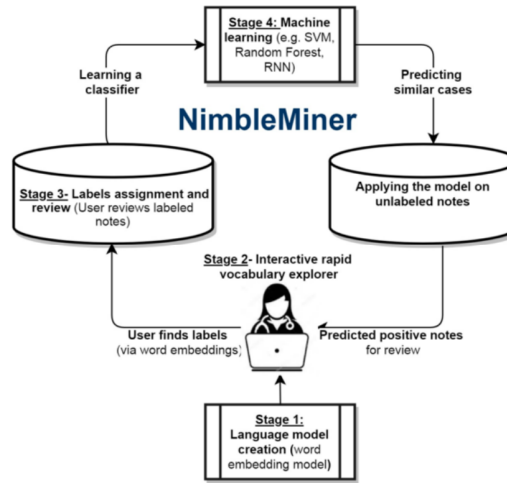 Stage 4: Machine
learning (e.g. SVM,
Random Forest,
RNN)
Learning a
classifier
Predicting
similar cases
NimbleMiner
Stage 3- Labels assignment and
review (User reviews labeled
notes)
Applying the model on
unlabeled notes
Stage 2- Interactive rapid
vocabulary explorer
User finds labels
(via word embeddings)
Predicted positive notes
for review
Stage 1:
Language model
creation (word
embedding model)